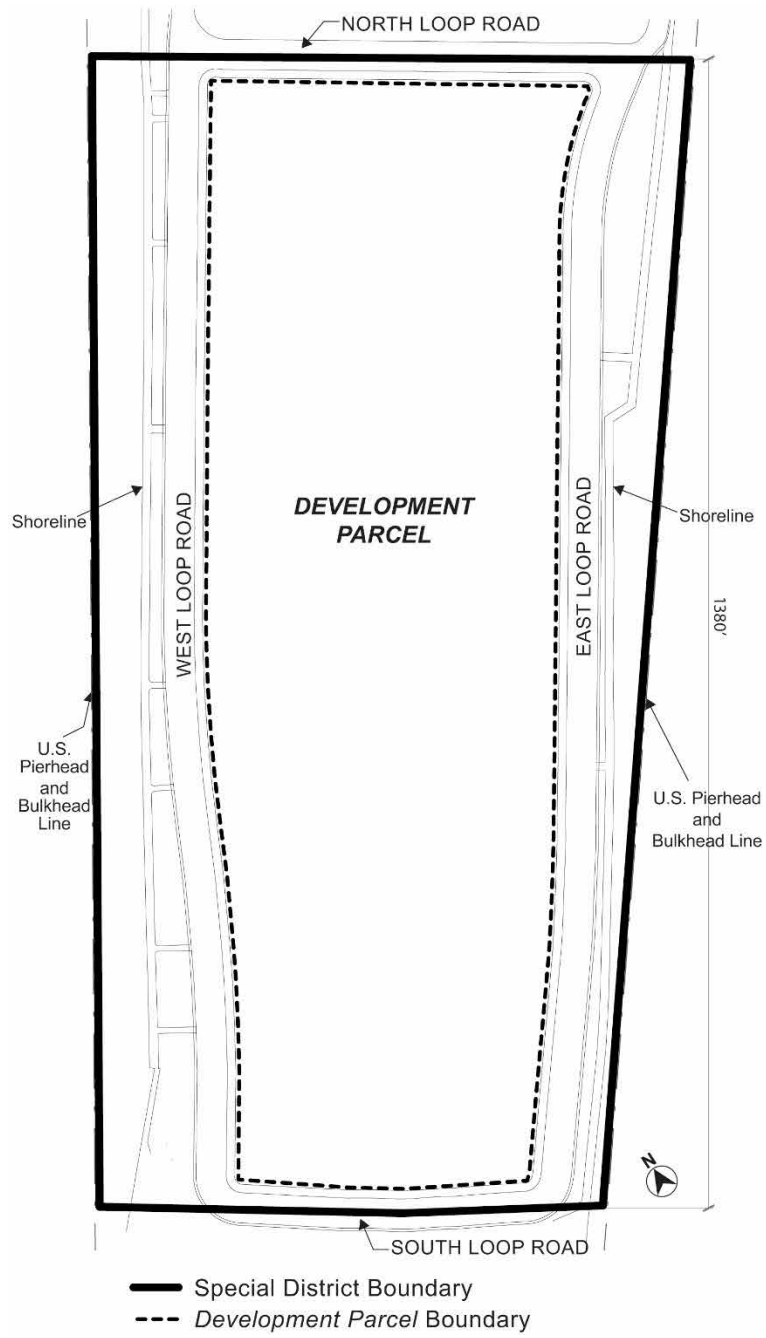 NORTH LOOP ROAD
DEVELOPMENT
PARCEL
Shoreline
WEST LOOP ROAD
EAST LOOP ROAD
Shoreline
1380'
U.S.
Pierhead
and
Bulkhead
Line
U.S. Pierhead
and
Bulkhead Line
N
SOUTH LOOP ROAD
Special District Boundary
Development Parcel Boundary